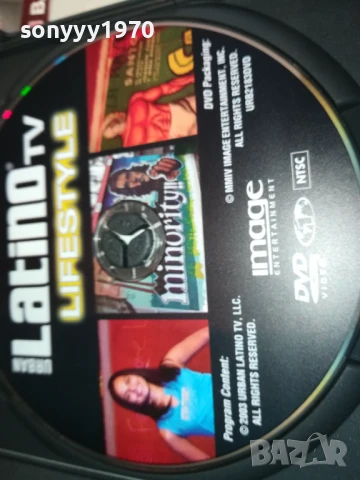 sonyyy1970
URBAN
Latino TV
LIFESTYLE
minority
Program Content:
© 2003 URBAN LATINO TV, LLC.
ALL RIGHTS RESERVED.
image
ENTERTAINMENT
DVD
VIDEO
NTSC
DVD Packaging:
© MMIV IMAGE ENTERTAINMENT, INC.
ALL RIGHTS RESERVED.
URB2183DVD
BAZAR